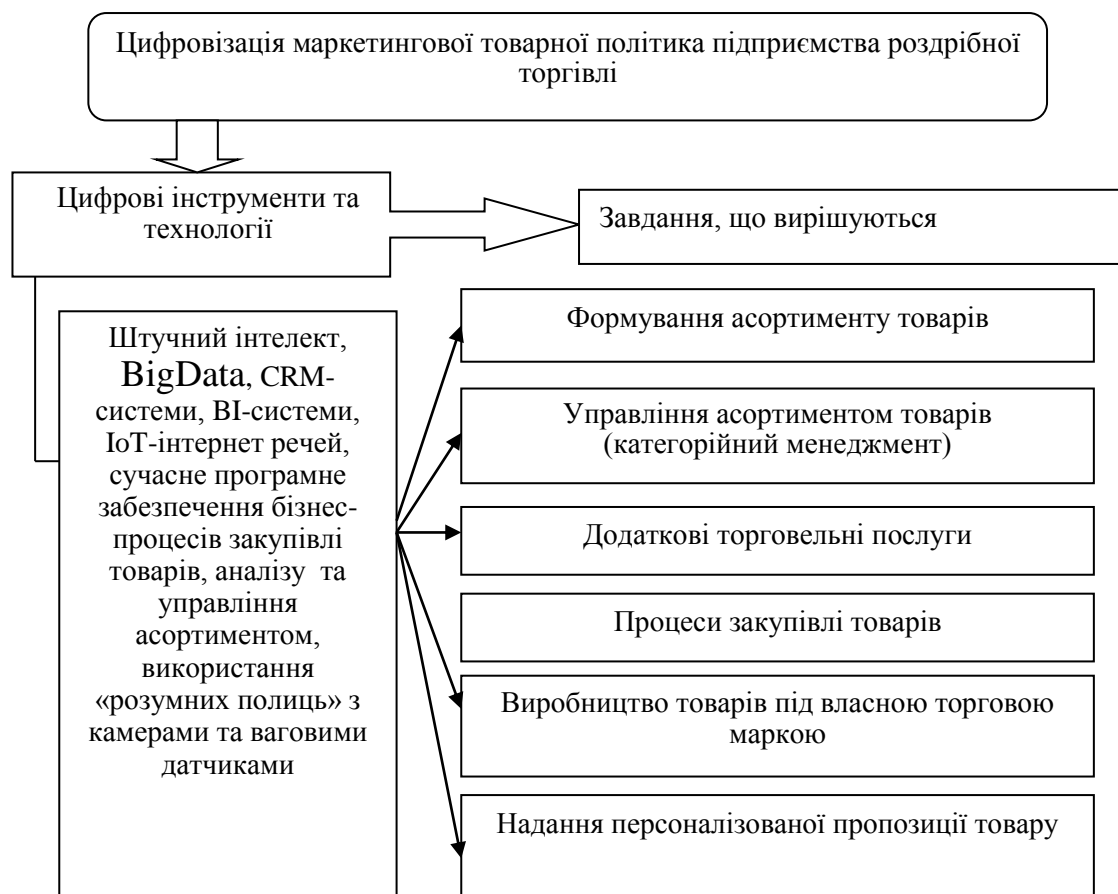 Цифровізація маркетингової товарної політика підприємства роздрібної
торгівлі
Цифрові інструменти та
технології
Завдання, що вирішуються
Штучний інтелект,
BigData, CRM-
системи, BI-системи,
IoT-інтернет речей,
сучасне програмне
забезпечення бізнес-
процесів закупівлі
товарів, аналізу та
управління
асортиментом,
використання
«розумних полиць» з
камерами та ваговими
датчиками
Формування асортименту товарів
Управління асортиментом товарів
(категорійний менеджмент)
Додаткові торговельні послуги
Процеси закупівлі товарів
Виробництво товарів під власною торговою
маркою
Надання персоналізованої пропозиції товару